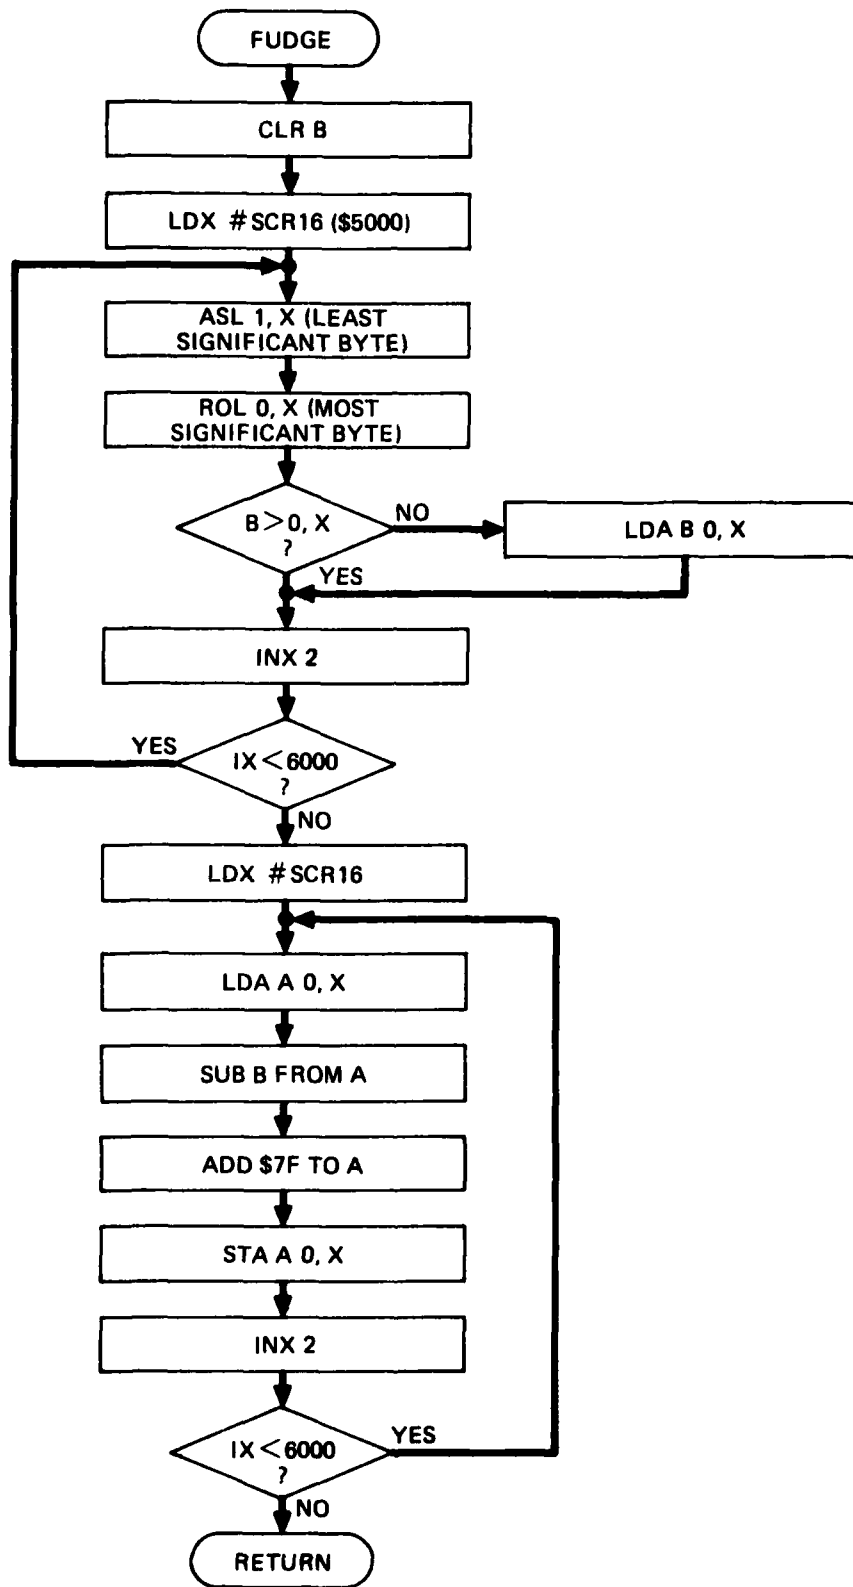 FUDGE
CLR B
LDX #SCR16 ($5000)
ASL 1, X (LEAST
SIGNIFICANT BYTE)
ROL 0, X (MOST
SIGNIFICANT BYTE)
B>0, X
?
NO
LDA B 0, X
YES
INX 2
YES
IX<6000
?
NO
LDX #SCR16
LDA A 0, X
SUB B FROM A
ADD $7F TO A
STA A 0, X
INX 2
IX<6000
?
YES
NO
RETURN